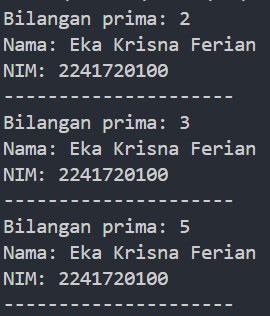 Bilangan prima: 2
Nama: Eka Krisna Ferian
NIM: 2241720100
---------------------
Bilangan prima: 3
Nama: Eka Krisna Ferian
NIM: 2241720100
---------------------
Bilangan prima: 5
Nama: Eka Krisna Ferian
NIM: 2241720100
---------------------